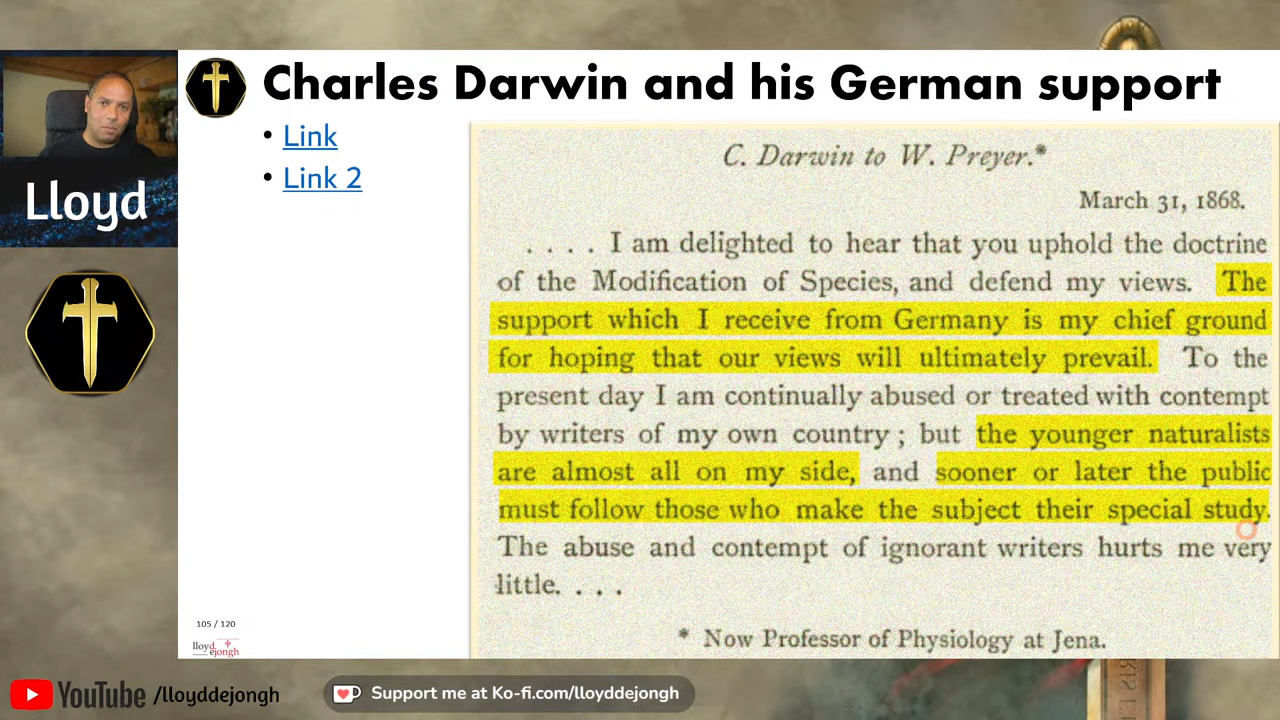 Charles Darwin and his German support
Lloyd
• Link
• Link 2
C. Darwin to W. Preyer.*
March 31, 1868.
. . . . I am delighted to hear that you uphold the doctrine
of the Modification of Species, and defend my views. The
support which I receive from Germany is my chief ground
for hoping that our views will ultimately prevail. To the
present day I am continually abused or treated with contempt
by writers of my own country ; but the younger naturalists
are almost all on my side, and sooner or later the public
must follow those who make the subject their special study.
The abuse and contempt of ignorant writers hurts me very
little. . . .
* Now Professor of Physiology at Jena.
105 / 120
lloyd
ejongh
YouTube /lloyddejongh
Support me at Ko-fi.com/lloyddejongh